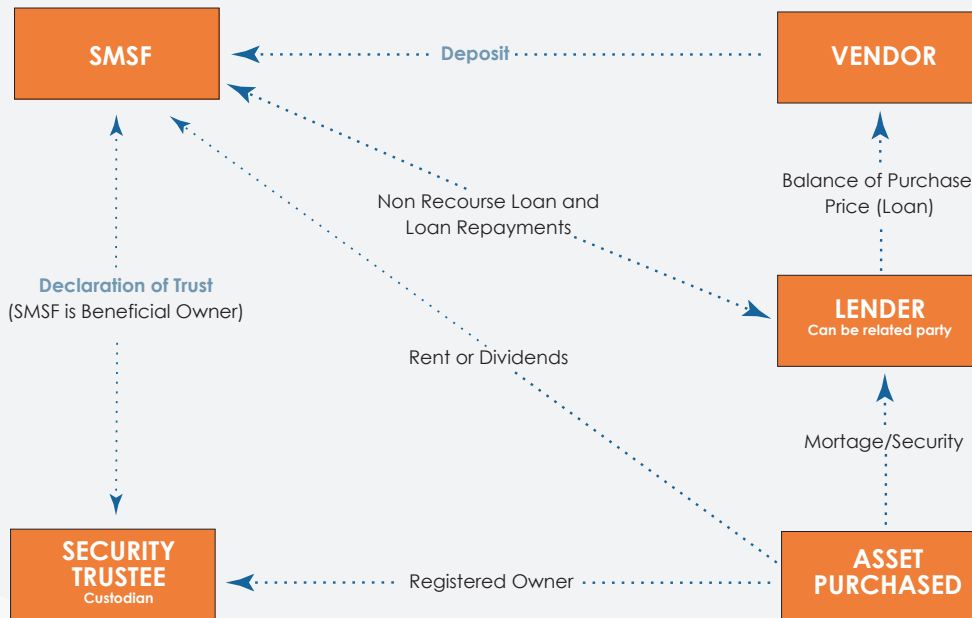 SMSF
Deposit
VENDOR
Non Recourse Loan and
Loan Repayments
Balance of Purchase
Price (Loan)
Declaration of Trust
(SMSF is Beneficial Owner)
LENDER
Can be related party
Rent or Dividends
Mortage/Security
SECURITY
TRUSTEE
Custodian
Registered Owner
ASSET
PURCHASED